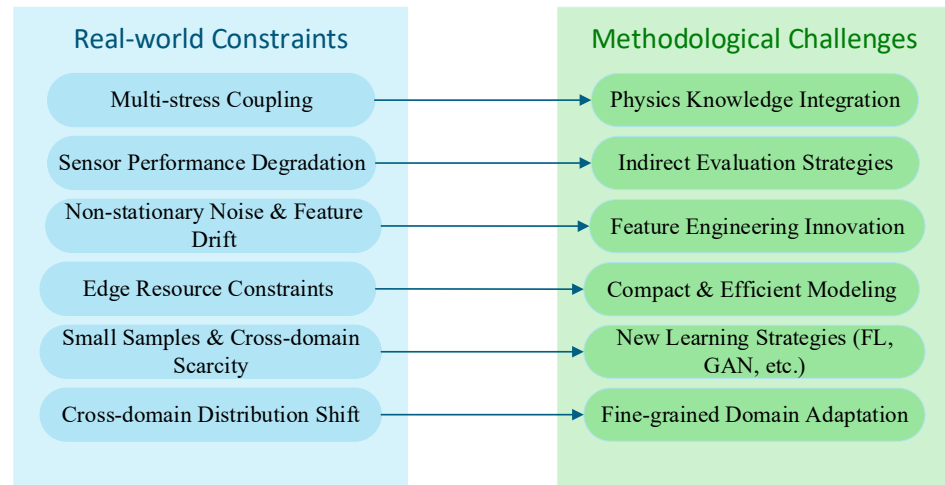 Real-world Constraints
Methodological Challenges
Multi-stress Coupling
Physics Knowledge Integration
Sensor Performance Degradation
Indirect Evaluation Strategies
Non-stationary Noise & Feature
Drift
Feature Engineering Innovation
Edge Resource Constraints
Compact & Efficient Modeling
Small Samples & Cross-domain
Scarcity
New Learning Strategies (FL,
GAN, etc.)
Cross-domain Distribution Shift
Fine-grained Domain Adaptation